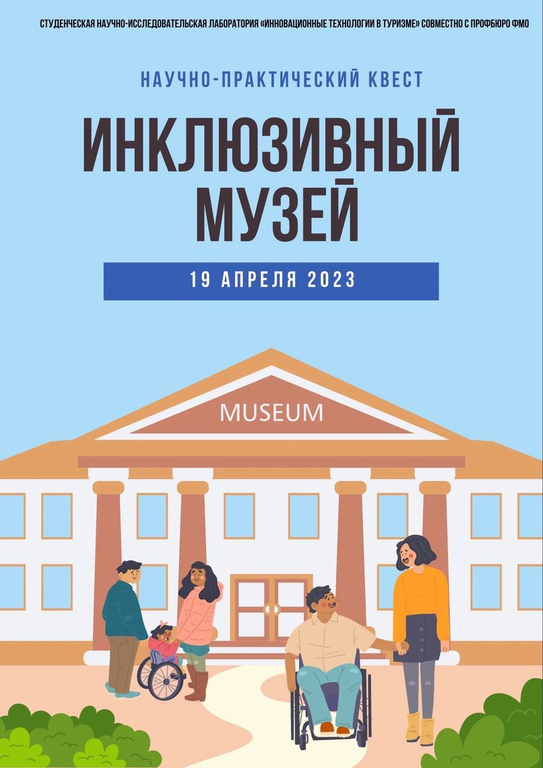 СТУДЕНЧЕСКАЯ НАУЧНО-ИССЛЕДОВАТЕЛЬСКАЯ ЛАБОРАТОРИЯ «ИННОВАЦИОННЫЕ ТЕХНОЛОГИИ В ТУРИЗМЕ» СОВМЕСТНО С ПРОФБЮРО ФМО
НАУЧНО-ПРАКТИЧЕСКИЙ КВЕСТ
ИНКЛЮЗИВНЫЙ
МУЗЕЙ
19 АПРЕЛЯ 2023
MUSEUM